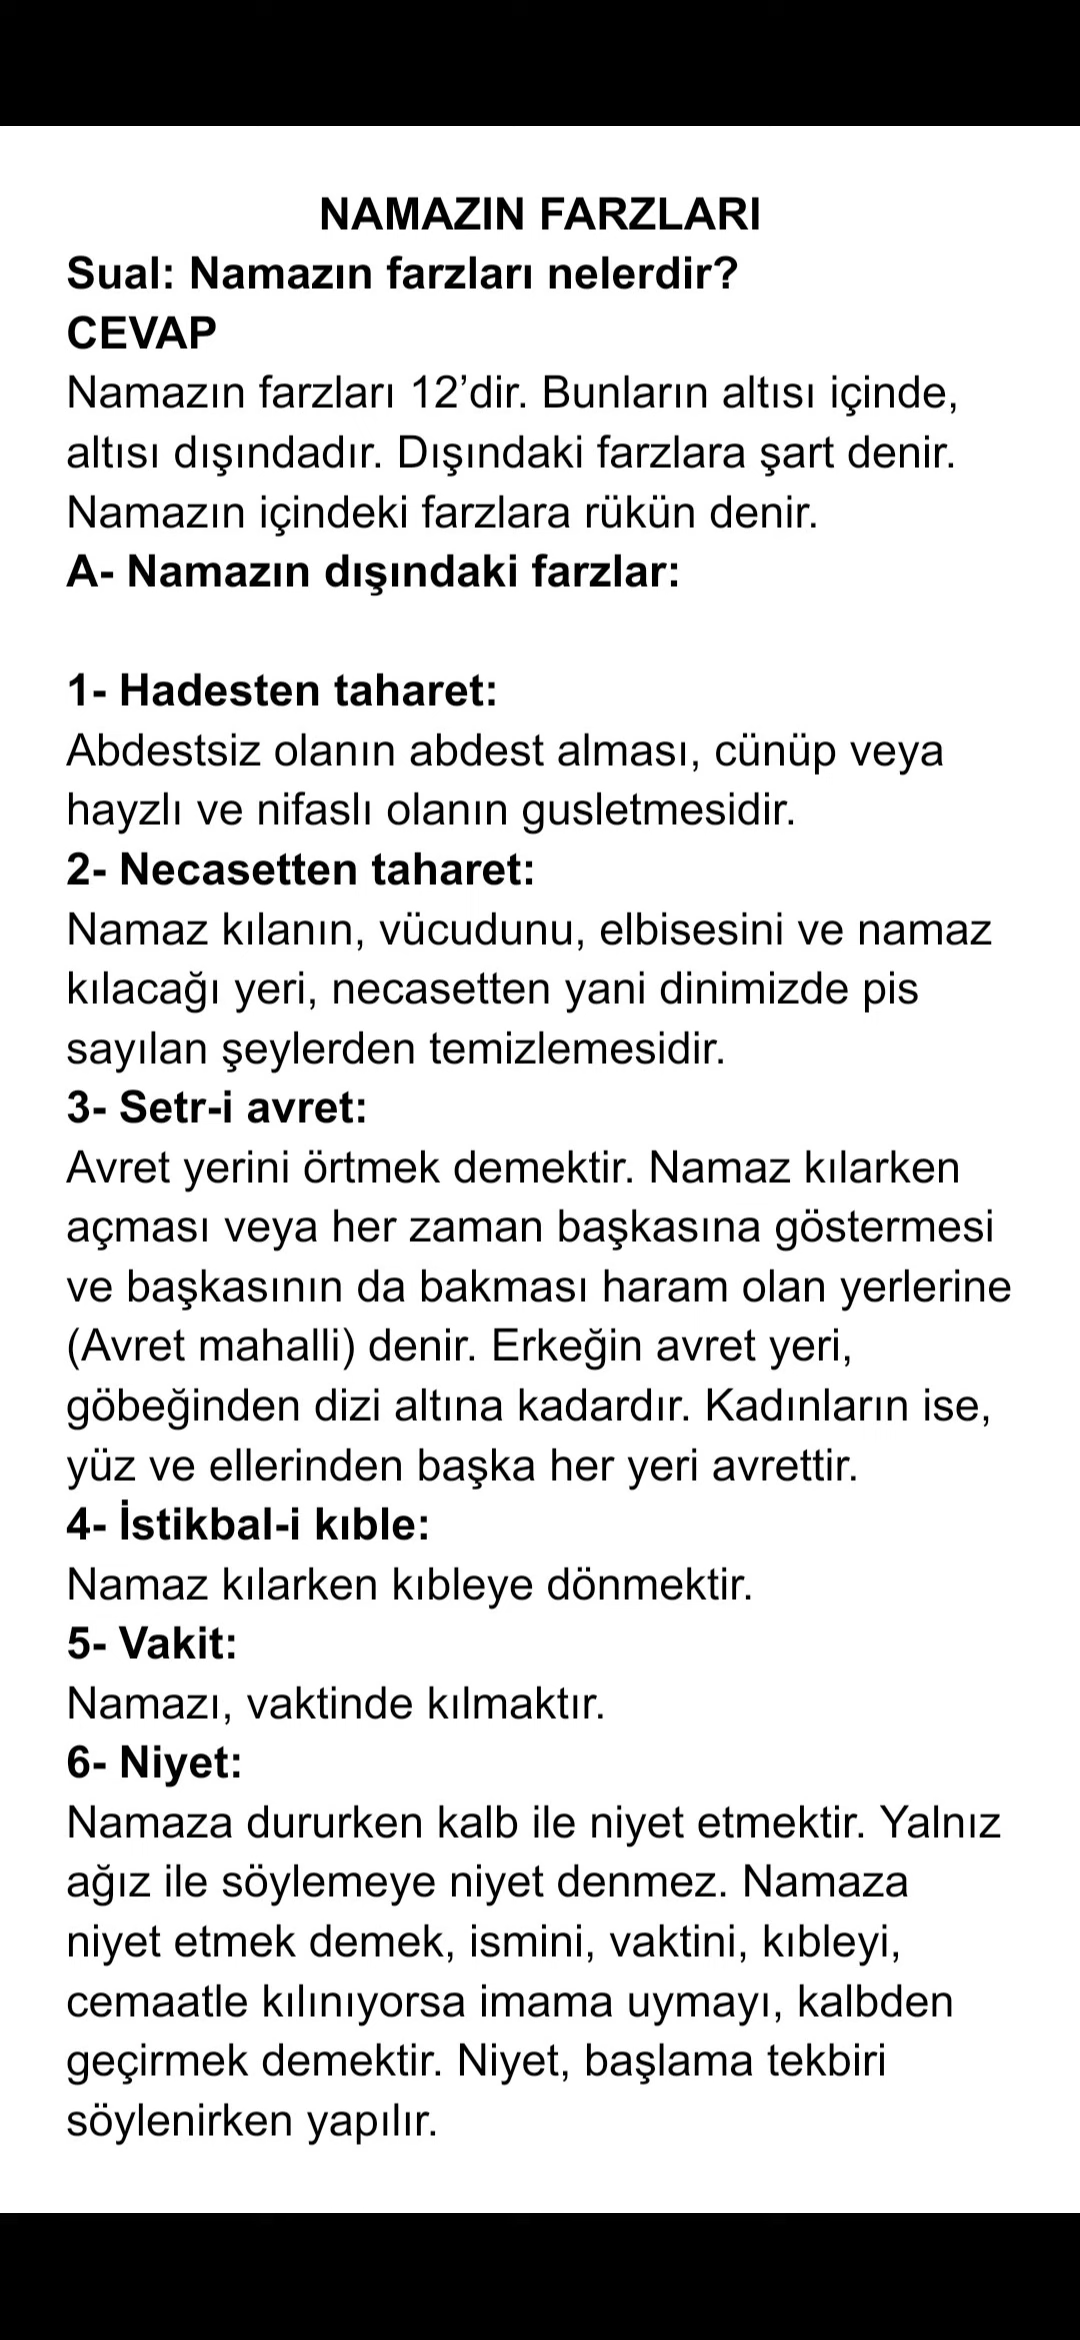 NAMAZIN FARZLARI
Sual: Namazın farzları nelerdir?
CEVAP
Namazın farzları 12’dir. Bunların altısı içinde,
altısı dışındadır. Dışındaki farzlara şart denir.
Namazın içindeki farzlara rükün denir.
A- Namazın dışındaki farzlar:
1- Hadesten taharet:
Abdestsiz olanın abdest alması, cünüp veya
hayzlı ve nifaslı olanın gusletmesidir.
2- Necasetten taharet:
Namaz kılanın, vücudunu, elbisesini ve namaz
kılacağı yeri, necasetten yani dinimizde pis
sayılan şeylerden temizlemesidir.
3- Setr-i avret:
Avret yerini örtmek demektir. Namaz kılarken
açması veya her zaman başkasına göstermesi
ve başkasının da bakması haram olan yerlerine
(Avret mahalli) denir. Erkeğin avret yeri,
göbeğinden dizi altına kadardır. Kadınların ise,
yüz ve ellerinden başka her yeri avrettir.
4- İstikbal-i kıble:
Namaz kılarken kıbleye dönmektir.
5- Vakit:
Namazı, vaktinde kılmaktır.
6- Niyet:
Namaza dururken kalb ile niyet etmektir. Yalnız
ağız ile söylemeye niyet denmez. Namaza
niyet etmek demek, ismini, vaktini, kıbleyi,
cemaatle kılınıyorsa imama uymayı, kalbden
geçirmek demektir. Niyet, başlama tekbiri
söylenirken yapılır.